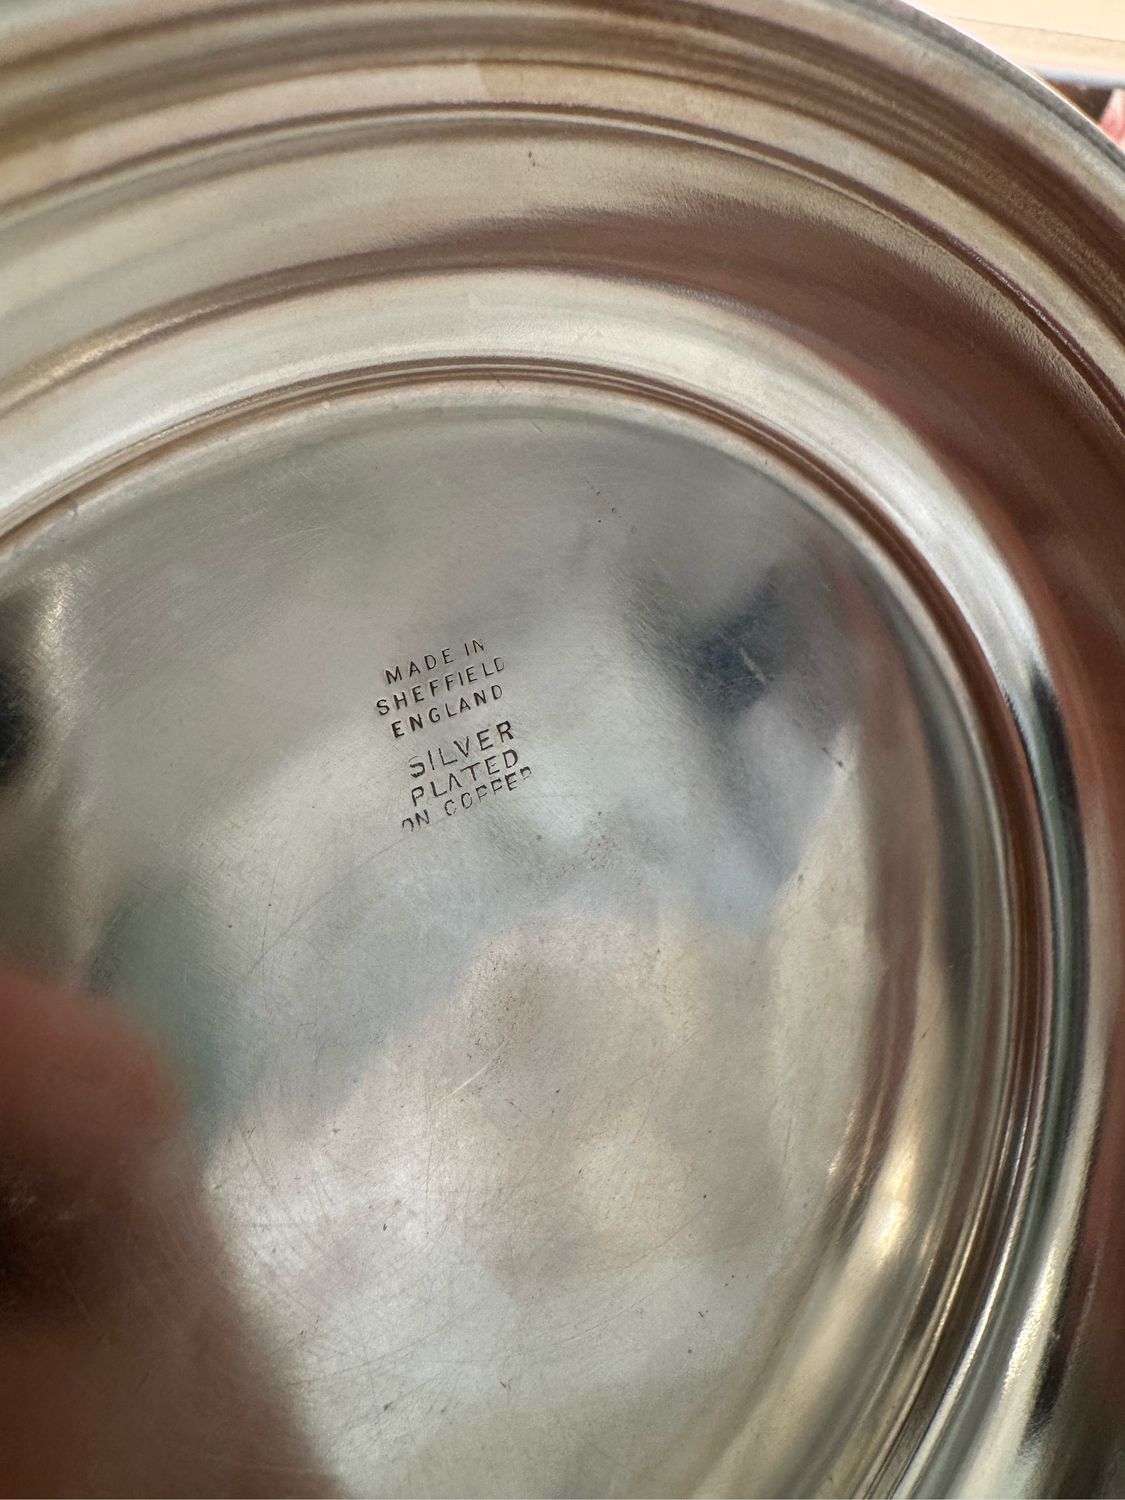 MADE IN
SHEFFIELD
ENGLAND
SILVER
PLATED
ON COPPER